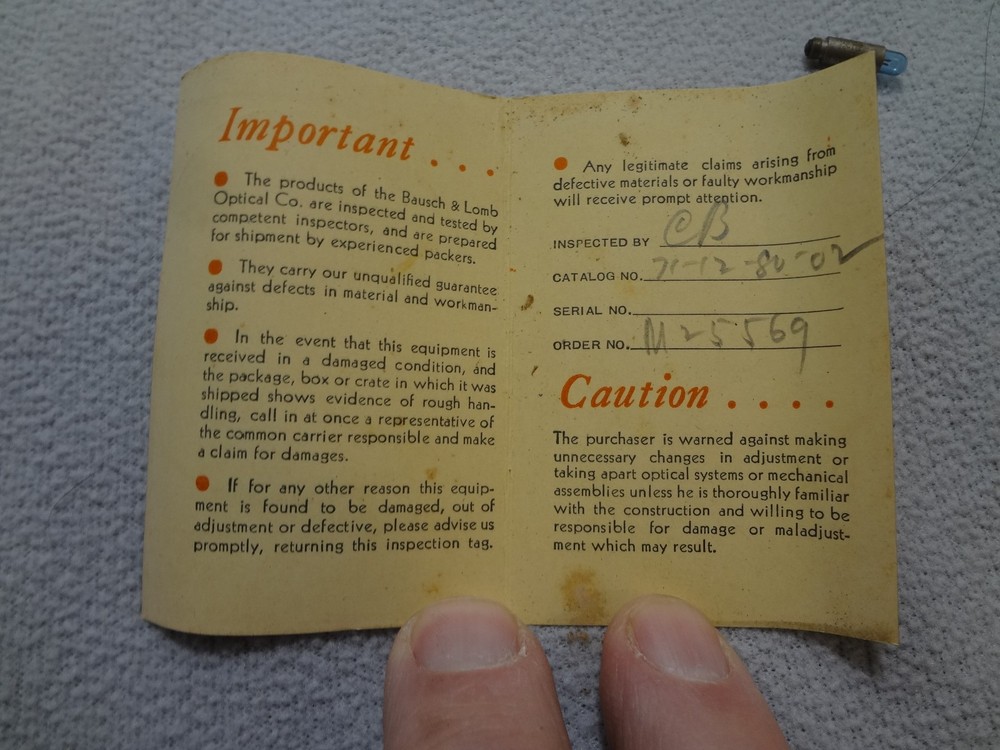 Important . . .
● The products of the Bausch & Lomb
Optical Co. are inspected and tested by
competent inspectors, and are prepared
for shipment by experienced packers.
● They carry our unqualified guarantee
against defects in material and workman-
ship.
● In the event that this equipment is
received in a damaged condition, and
the package, box or crate in which it was
shipped shows evidence of rough han-
dling, call in at once a representative of
the common carrier responsible and make
a claim for damages.
● If for any other reason this equip-
ment is found to be damaged, out of
adjustment or defective, please advise us
promptly, returning this inspection tag.
● Any legitimate claims arising from
defective materials or faulty workmanship
will receive prompt attention.
INSPECTED BY CB
CATALOG NO. 71-12-80-02
SERIAL NO.
ORDER NO. M25569
Caution . . . .
The purchaser is warned against making
unnecessary changes in adjustment or
taking apart optical systems or mechanical
assemblies unless he is thoroughly familiar
with the construction and willing to be
responsible for damage or maladjust-
ment which may result.